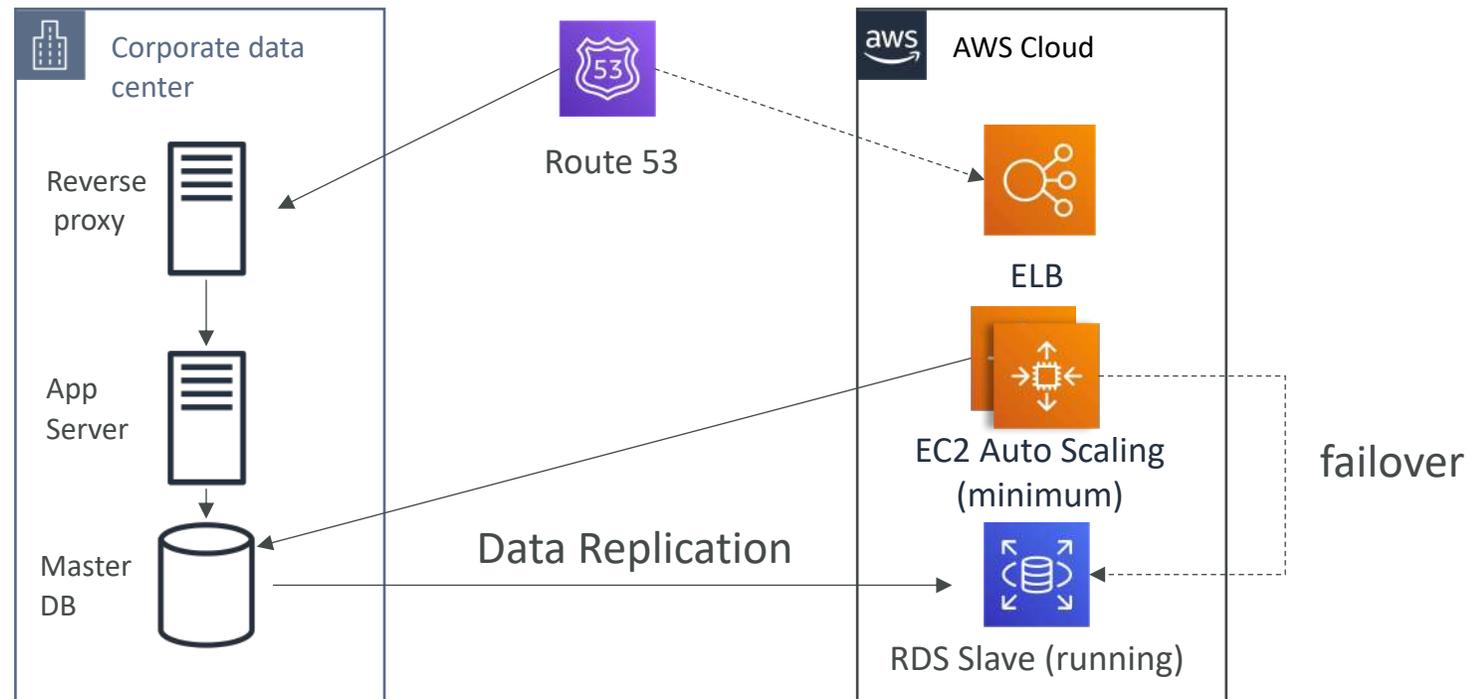 Corporate data
center
53
Route 53
aws
AWS Cloud
Reverse
proxy
App
Server
Master
DB
ELB
EC2 Auto Scaling
(minimum)
failover
Data Replication
RDS Slave (running)